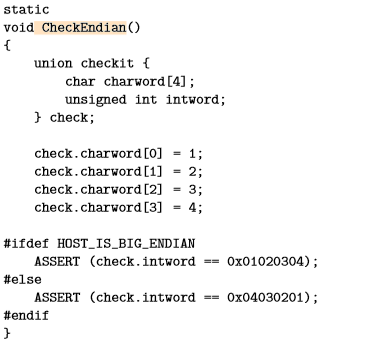 static
void CheckEndian()
{
    union checkit {
        char charword[4];
        unsigned int intword;
    } check;

    check.charword[0] = 1;
    check.charword[1] = 2;
    check.charword[2] = 3;
    check.charword[3] = 4;

#ifdef HOST_IS_BIG_ENDIAN
    ASSERT (check.intword == 0x01020304);
#else
    ASSERT (check.intword == 0x04030201);
#endif
}